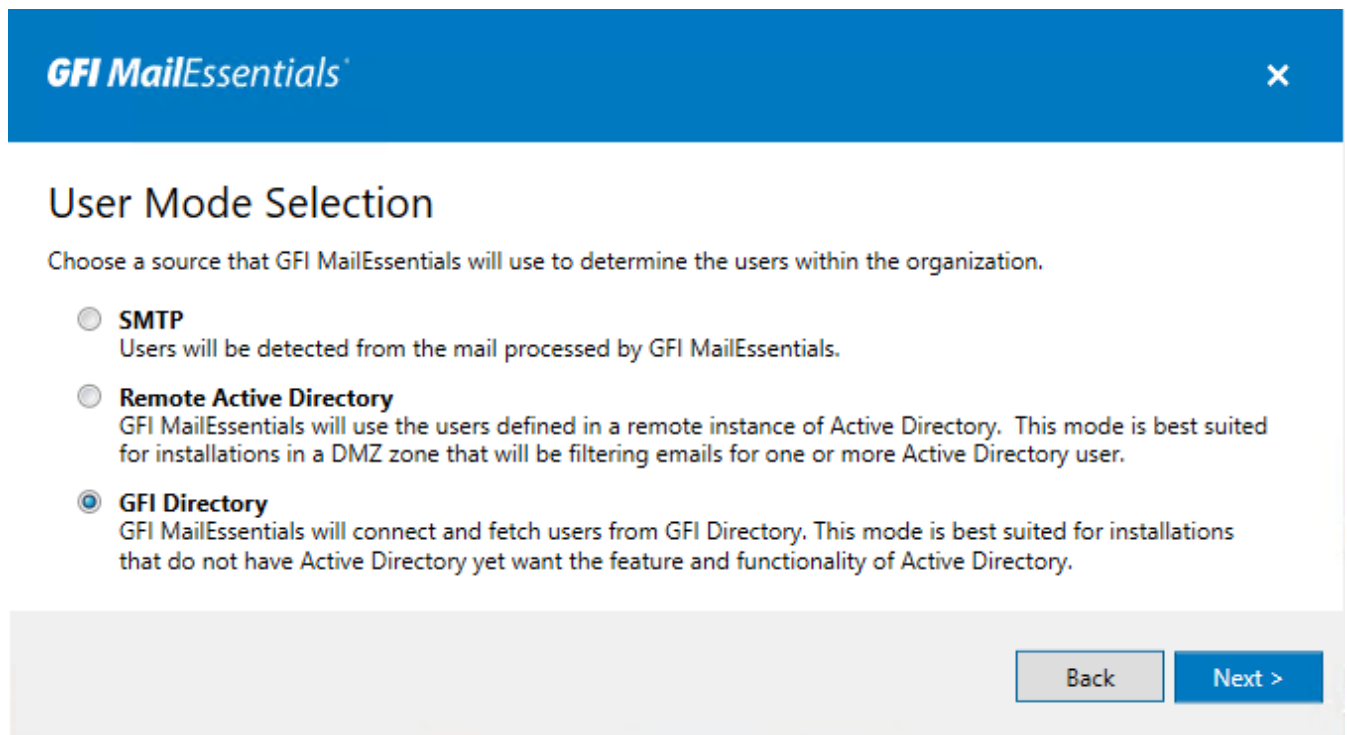 GFI MailEssentials
User Mode Selection
Choose a source that GFI MailEssentials will use to determine the users within the organization.
SMTP
Users will be detected from the mail processed by GFI MailEssentials.
Remote Active Directory
GFI MailEssentials will use the users defined in a remote instance of Active Directory.  This mode is best suited
for installations in a DMZ zone that will be filtering emails for one or more Active Directory user.
GFI Directory
GFI MailEssentials will connect and fetch users from GFI Directory. This mode is best suited for installations
that do not have Active Directory yet want the feature and functionality of Active Directory.
Back
Next >